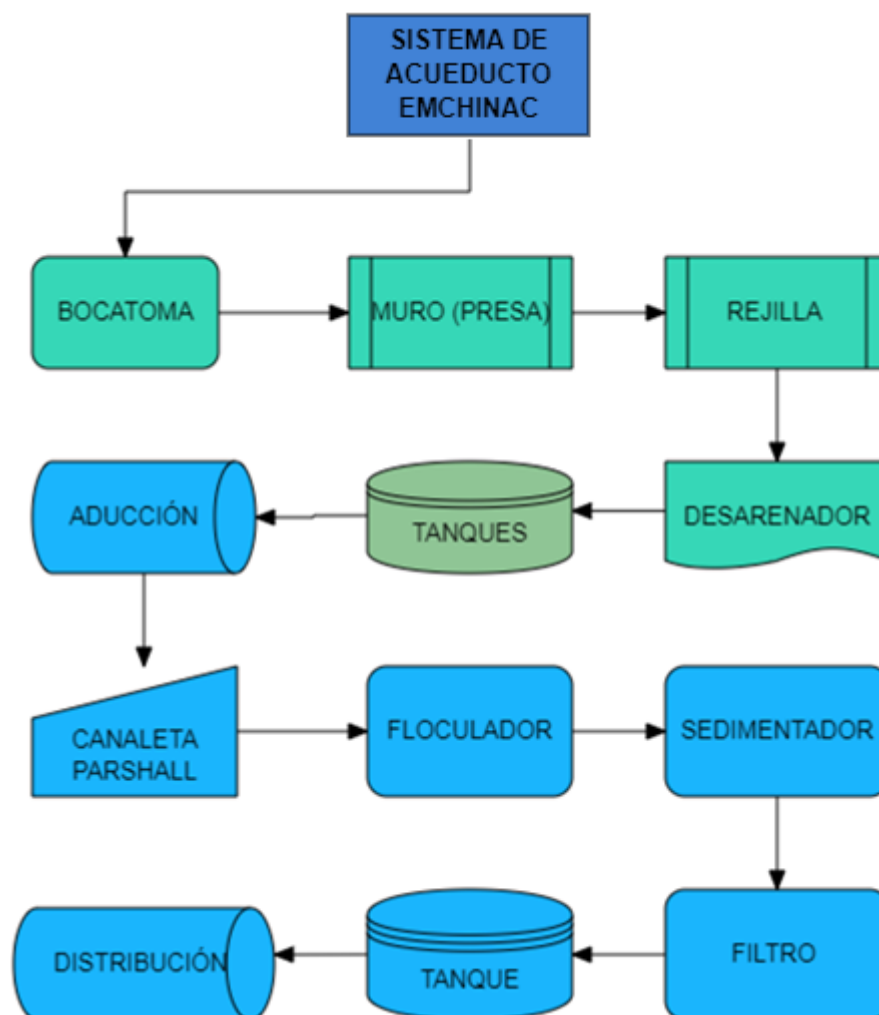 SISTEMA DE
ACUEDUCTO
EMCHINAC
BOCATOMA
MURO (PRESA)
REJILLA
DESARENADOR
TANQUES
ADUCCIÓN
CANALETA
PARSHALL
FLOCULADOR
SEDIMENTADOR
FILTRO
TANQUE
DISTRIBUCIÓN